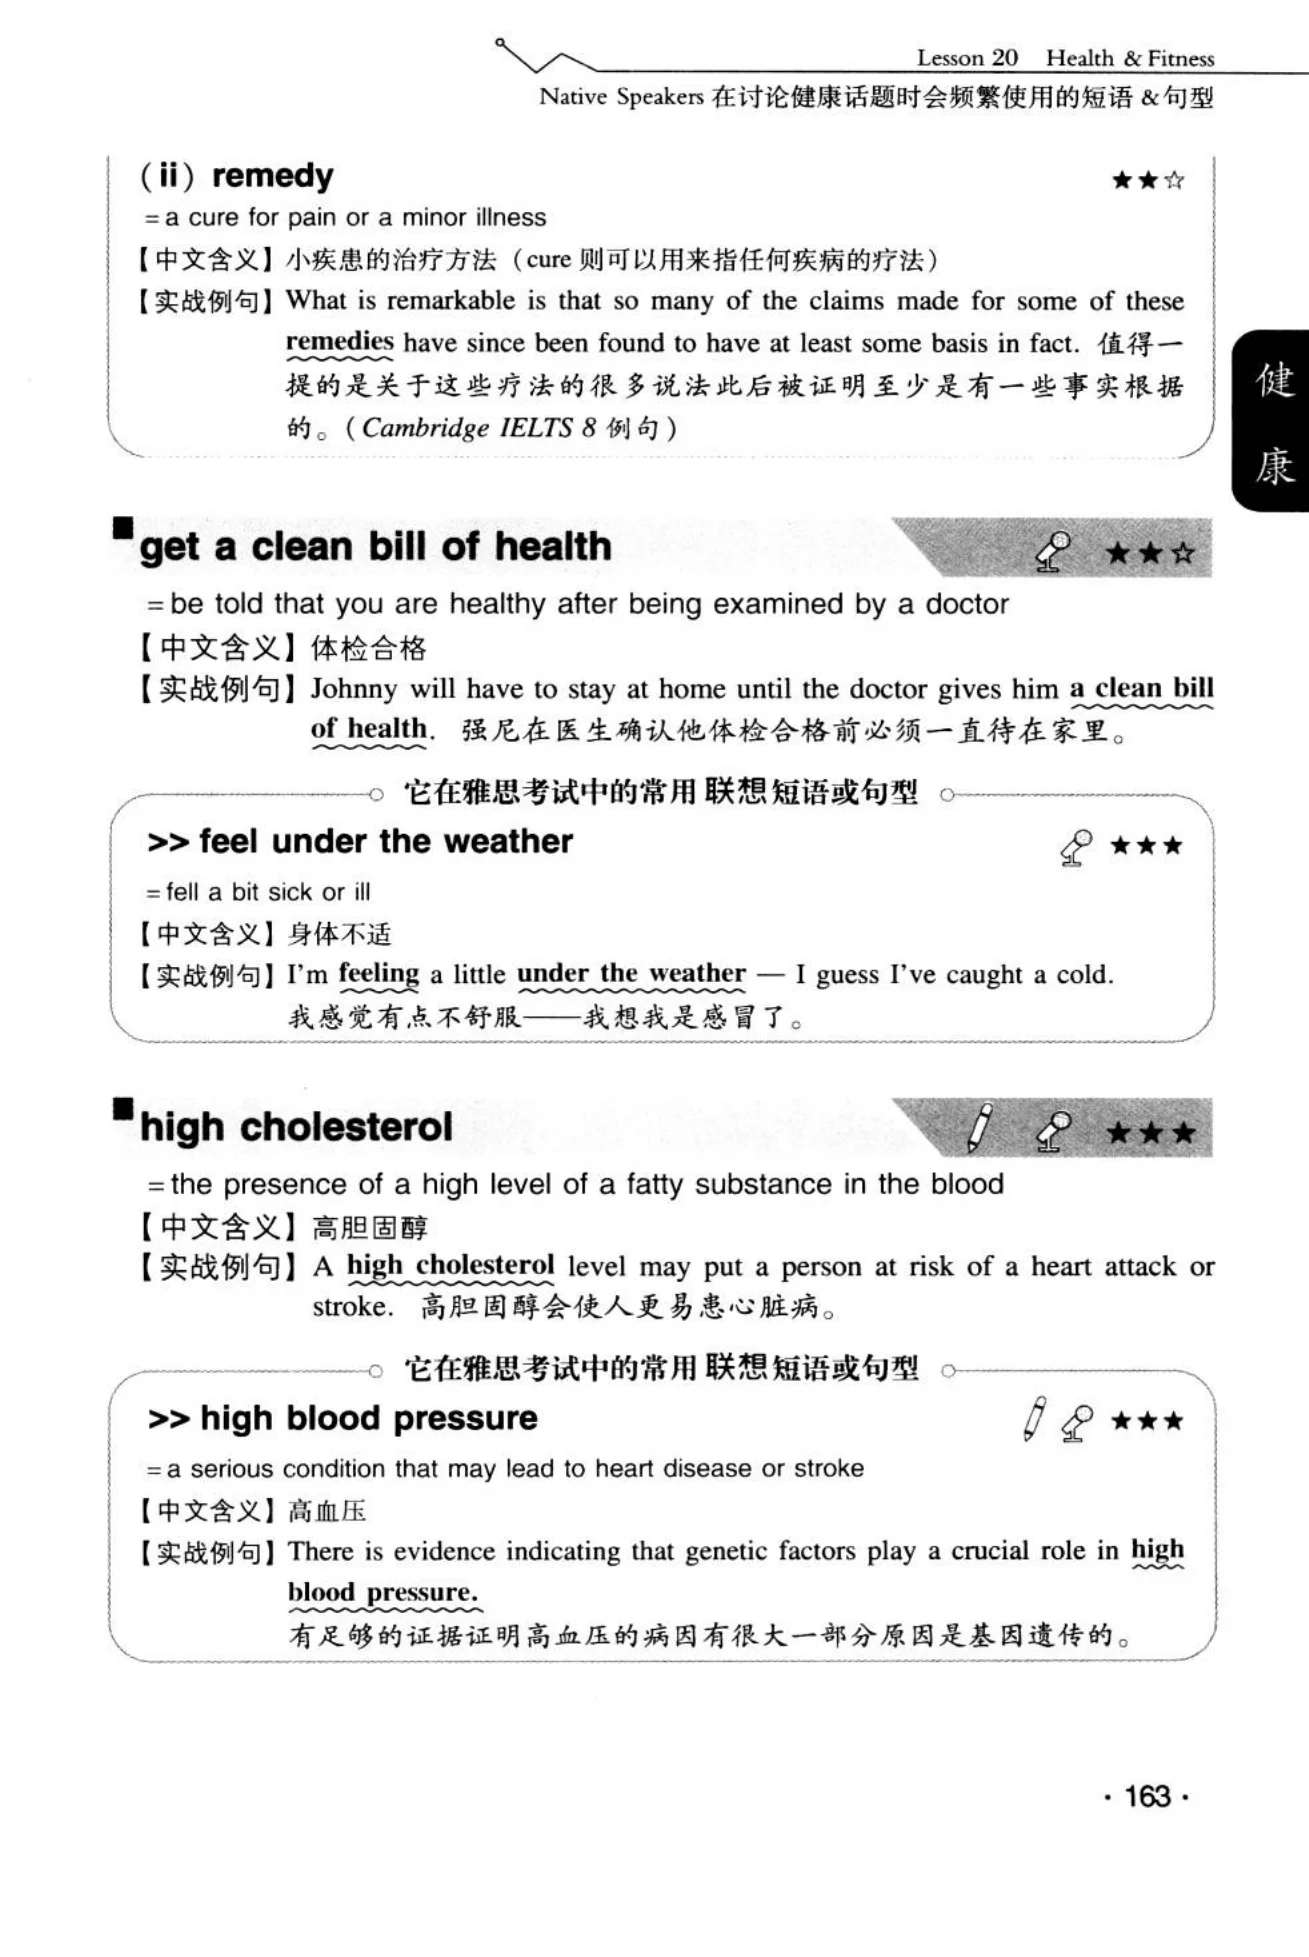 Lesson 20 Health & Fitness
Native Speakers 在讨论健康话题时会频繁使用的短语 & 句型
(ii) remedy ★★☆
= a cure for pain or a minor illness
【中文含义】小疾患的治疗方法（cure 则可以用来指任何疾病的疗法）
【实战例句】What is remarkable is that so many of the claims made for some of these
remedies have since been found to have at least some basis in fact. 值得一
提的是关于这些疗法的很多说法此后被证明至少是有一些事实根据
的。(Cambridge IELTS 8 例句)
健
康
get a clean bill of health ★★☆
= be told that you are healthy after being examined by a doctor
【中文含义】体检合格
【实战例句】Johnny will have to stay at home until the doctor gives him a clean bill
of health. 强尼在医生确认他体检合格前必须一直待在家里。
它在雅思考试中的常用联想短语或句型
>> feel under the weather ★★★
= fell a bit sick or ill
【中文含义】身体不适
【实战例句】I'm feeling a little under the weather — I guess I've caught a cold.
我感觉有点不舒服——我想我是感冒了。
high cholesterol ★★★
= the presence of a high level of a fatty substance in the blood
【中文含义】高胆固醇
【实战例句】A high cholesterol level may put a person at risk of a heart attack or
stroke. 高胆固醇会使人更易患心脏病。
它在雅思考试中的常用联想短语或句型
>> high blood pressure ★★★
= a serious condition that may lead to heart disease or stroke
【中文含义】高血压
【实战例句】There is evidence indicating that genetic factors play a crucial role in high
blood pressure.
有足够的证据证明高血压的病因有很大一部分原因是基因遗传的。
· 163 ·